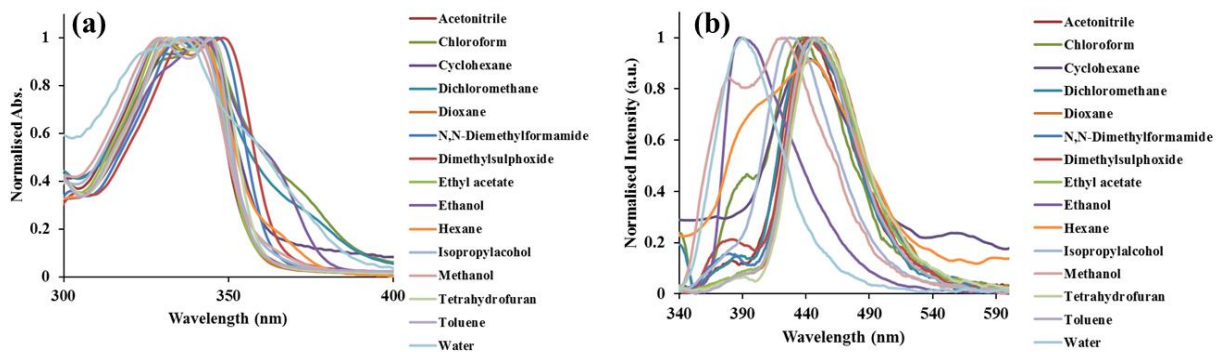 (a)
Normalised Abs.
1
0.8
0.6
0.4
0.2
0
300
350
400
Wavelength (nm)
Acetonitrile
Chloroform
Cyclohexane
Dichloromethane
Dioxane
N,N-Diemethylformamide
Dimethylsulphoxide
Ethyl acetate
Ethanol
Hexane
Isopropylacohol
Methanol
Tetrahydrofuran
Toluene
Water
(b)
Normalised Intensity (a.u.)
1
0.8
0.6
0.4
0.2
0
340
390
440
490
540
590
Wavelength (nm)
Acetonitrile
Chloroform
Cyclohexane
Dichloromethane
Dioxane
N,N-Dimethylformamide
Dimethylsulphoxide
Ethyl acetate
Ethanol
Hexane
Isopropylalcohol
Methanol
Tetrahydrofuran
Toluene
Water